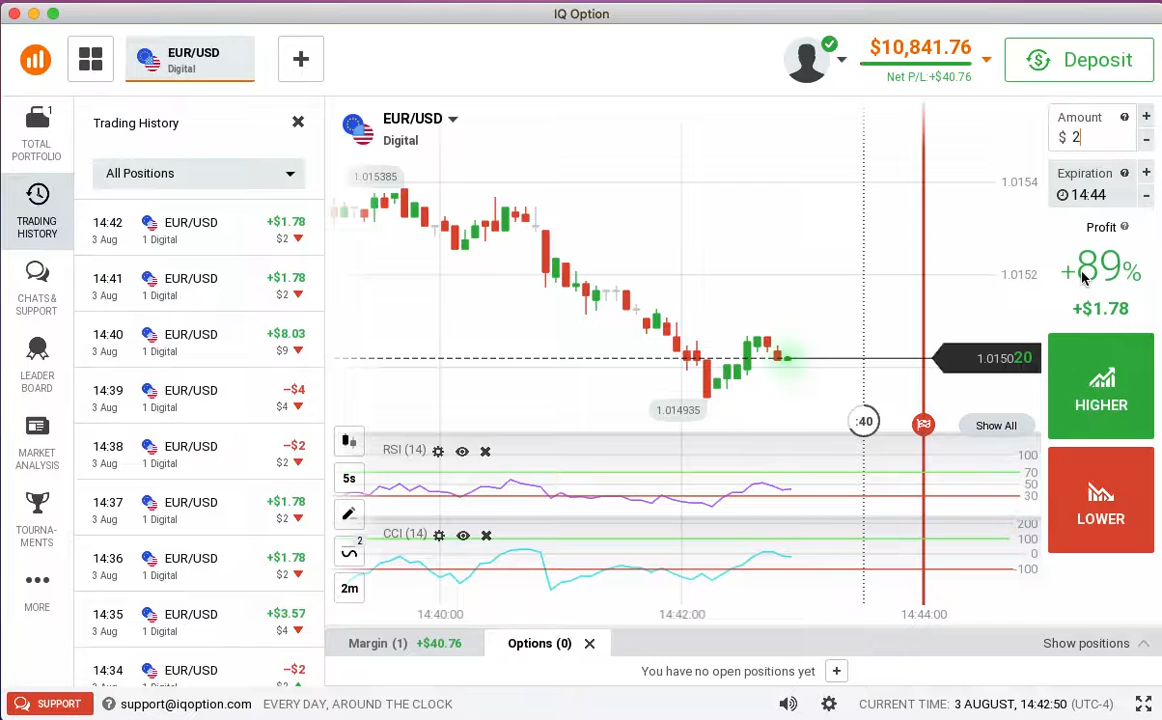 IQ Option
EUR/USD
Digital
+
$10,841.76
Net P/L:+$40.76
Deposit
1
TOTAL
PORTFOLIO
TRADING
HISTORY
CHATS &
SUPPORT
LEADER
BOARD
MARKET
ANALYSIS
TOURNA-
MENTS
MORE
Trading History
All Positions
14:42 EUR/USD +$1.78
3 Aug 1 Digital $2
14:41 EUR/USD +$1.78
3 Aug 1 Digital $2
14:40 EUR/USD +$8.03
3 Aug 1 Digital $9
14:39 EUR/USD −$4
3 Aug 1 Digital $4
14:38 EUR/USD −$2
3 Aug 1 Digital $2
14:37 EUR/USD +$1.78
3 Aug 1 Digital $2
14:36 EUR/USD +$1.78
3 Aug 1 Digital $2
14:35 EUR/USD +$3.57
3 Aug 1 Digital $4
14:34 EUR/USD −$2
3 Aug 1 Digital $2
EUR/USD
Digital
1.015385
1.0154
1.0152
1.015020
1.014935
:40
Show All
RSI (14)
100
70
50
30
5s
CCI (14)
200
100
0
-100
2
2m
14:40:00 14:42:00 14:44:00
Amount
$ 2
Expiration
14:44
Profit
+89%
+$1.78
HIGHER
LOWER
Margin (1) +$40.76 Options (0) Show positions
You have no open positions yet +
SUPPORT support@iqoption.com EVERY DAY, AROUND THE CLOCK CURRENT TIME: 3 AUGUST, 14:42:50 (UTC-4)